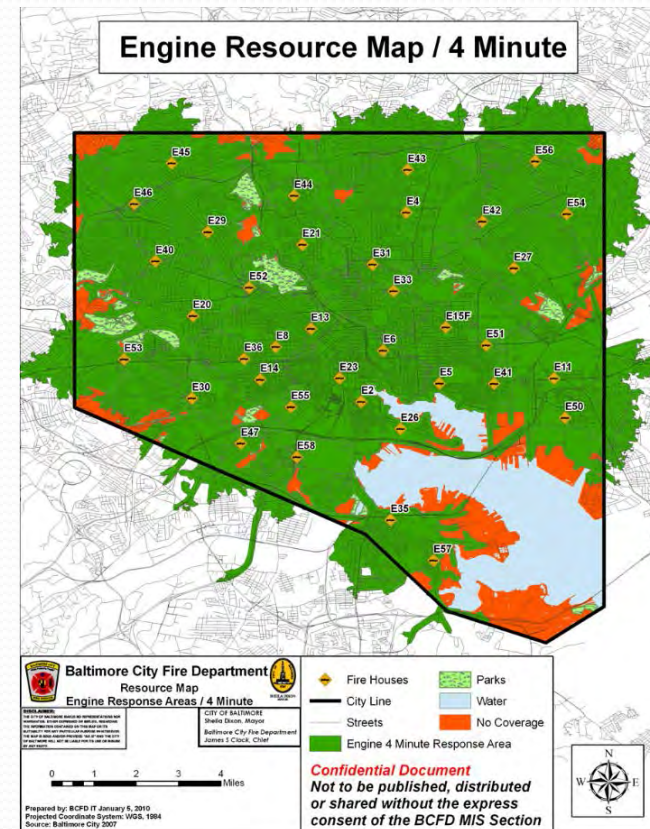 Engine Resource Map / 4 Minute
E45
E56
E43
E46
E44
E54
E4
E42
E29
E21
E40
E31
E27
E52
E33
E20
E13
E15F
E8
E6
E51
E53
E36
E14
E23
E5
E41
E11
E30
E2
E55
E50
E26
E47
E58
E35
E57
Baltimore City Fire Department
Resource Map
Engine Response Areas / 4 Minute
DISCLAIMER:
CITY OF BALTIMORE
Sheila Dixon, Mayor
Baltimore City Fire Department
James S Clack, Chief
0 1 2 3 4
Miles
Prepared by: BCFD IT January 5, 2010
Projected Coordinate System: WGS, 1984
Source: Baltimore City 2007
Fire Houses
City Line
Streets
Engine 4 Minute Response Area
Parks
Water
No Coverage
Confidential Document
Not to be published, distributed
or shared without the express
consent of the BCFD MIS Section
N
W E
S